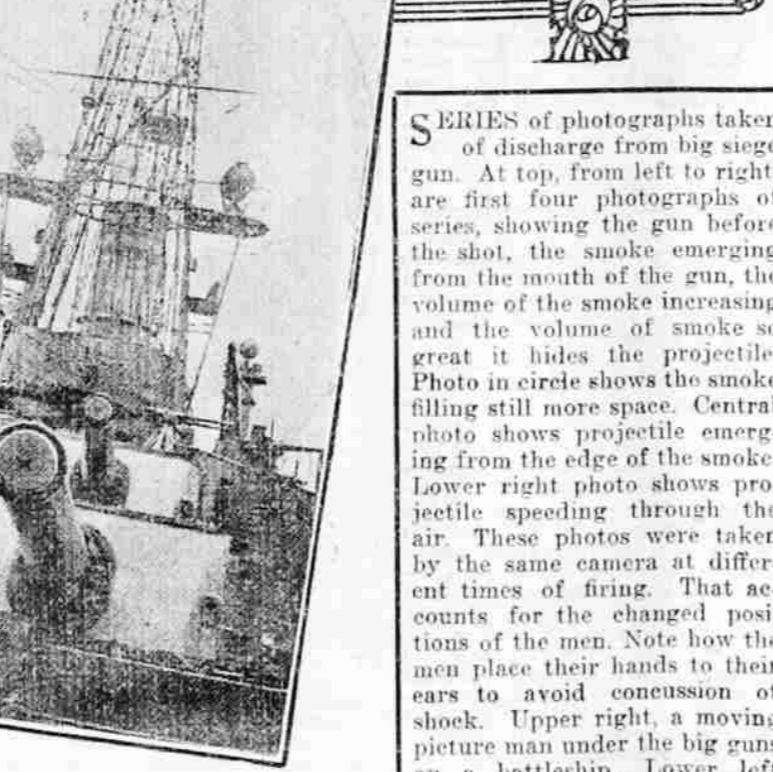 SERIES of photographs taken
of discharge from big siege
gun. At top, from left to right,
are first four photographs of
series, showing the gun before
the shot, the smoke emerging
from the mouth of the gun, the
volume of the smoke increasing
and the volume of smoke so
great it hides the projectile.
Photo in circle shows the smoke
filling still more space. Central
photo shows projectile emerg-
ing from the edge of the smoke.
Lower right photo shows pro-
jectile speeding through the
air. These photos were taken
by the same camera at differ-
ent times of firing. That ac-
counts for the changed posi-
tions of the men. Note how the
men place their hands to their
ears to avoid concussion of
shock. Upper right, a moving
picture man under the big guns
on a battleship. Lower left